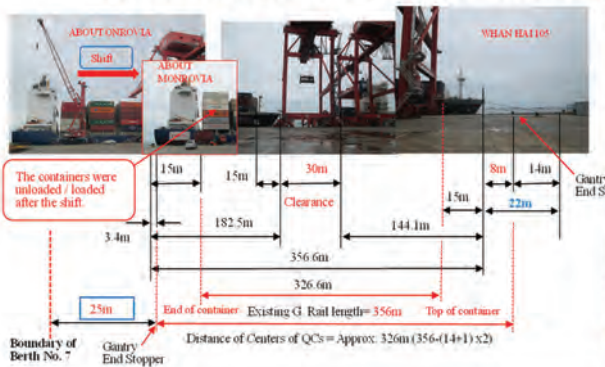 ABOUT ONROVIA
Shift
ABOUT
MONROVIA
WHAN HAI 105
The containers were
unloaded / loaded
after the shift.
15m
15m
30m
Clearance
15m
8m
14m
Gantry
End S
3.4m
182.5m
144.1m
22m
356.6m
326.6m
25m
End of container
Existing G. Rail length= 356m
Top of container
Boundary of
Berth No. 7
Gantry
End Stopper
Distance of Centers of QCs = Approx. 326m (356-(14+1) x2)